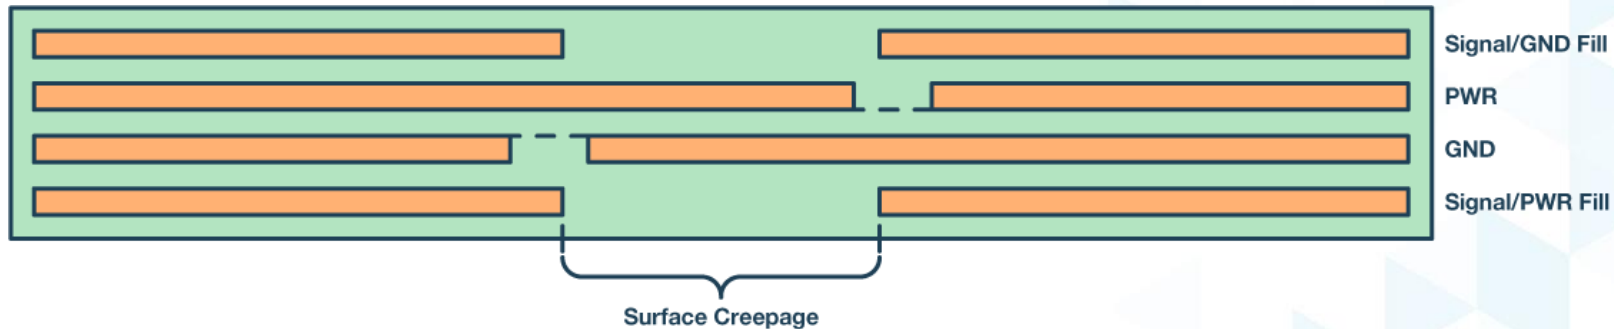 Signal/GND Fill
PWR
GND
Signal/PWR Fill
Surface Creepage